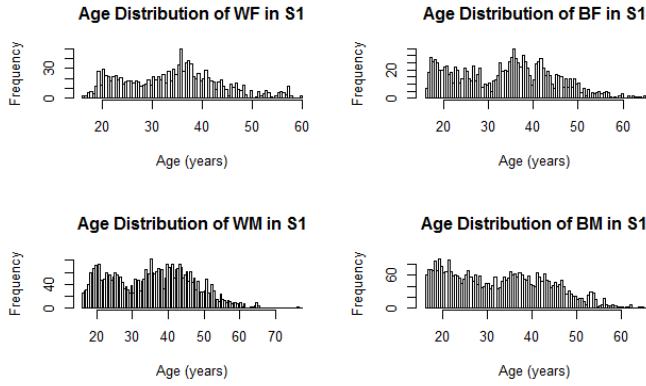 Age Distribution of WF in S1
Frequency
0 30
20 30 40 50 60
Age (years)
Age Distribution of BF in S1
Frequency
0 20
20 30 40 50 60
Age (years)
Age Distribution of WM in S1
Frequency
0 40
20 30 40 50 60 70
Age (years)
Age Distribution of BM in S1
Frequency
0 60
20 30 40 50 60
Age (years)